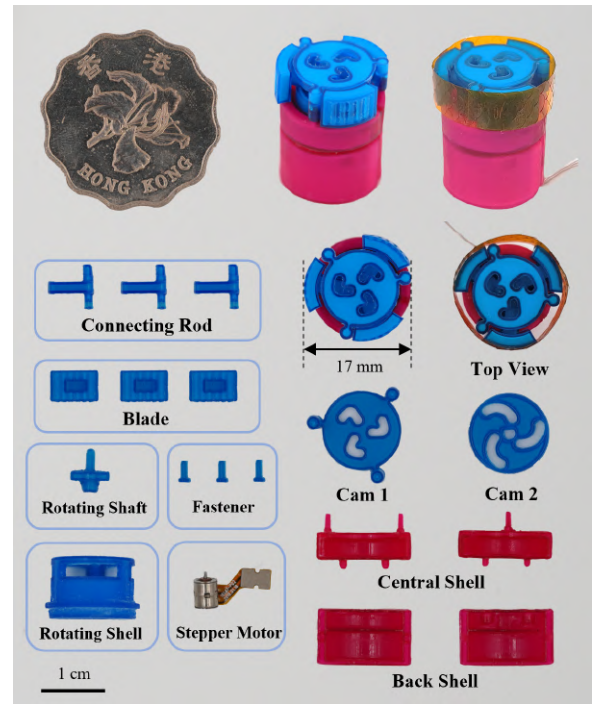 香港
HONG KONG
Connecting Rod
17 mm
Top View
Blade
Rotating Shaft
Fastener
Cam 1
Cam 2
Central Shell
Rotating Shell
Stepper Motor
Back Shell
1 cm